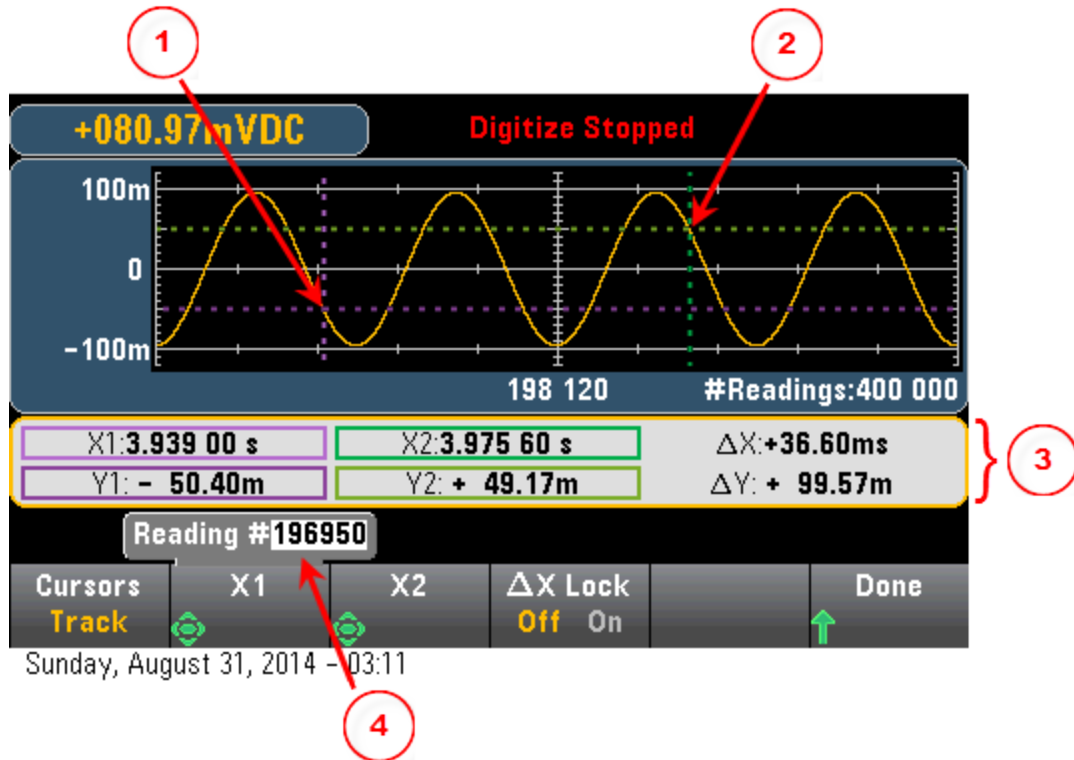 1
2
+080.97mVDC
Digitize Stopped
100m
0
-100m
198 120
#Readings:400 000
X1:3.939 00 s
X2:3.975 60 s
ΔX:+36.60ms
Y1: - 50.40m
Y2: + 49.17m
ΔY: + 99.57m
3
Reading #196950
Cursors
X1
X2
ΔX Lock
Done
Track
Off On
Sunday, August 31, 2014 - 03:11
4